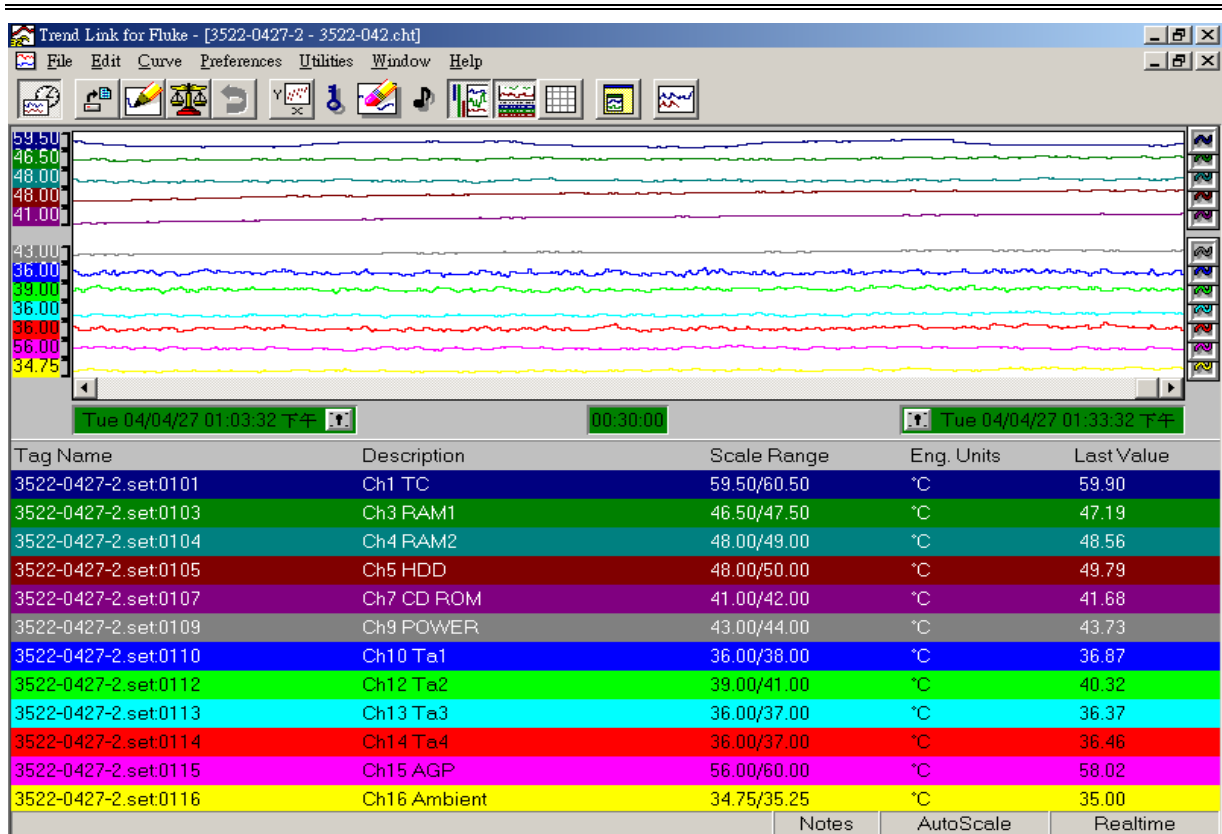 Trend Link for Fluke - [3522-0427-2 - 3522-042.cht]
File Edit Curve Preferences Utilities Window Help
Y
X
59.50
46.50
48.00
48.00
41.00
43.00
36.00
39.00
36.00
36.00
56.00
34.75
Tue 04/04/27 01:03:32 下午 00:30:00 Tue 04/04/27 01:33:32 下午
Tag Name Description Scale Range Eng. Units Last Value
3522-0427-2.set:0101 Ch1 TC 59.50/60.50 °C 59.90
3522-0427-2.set:0103 Ch3 RAM1 46.50/47.50 °C 47.19
3522-0427-2.set:0104 Ch4 RAM2 48.00/49.00 °C 48.56
3522-0427-2.set:0105 Ch5 HDD 48.00/50.00 °C 49.79
3522-0427-2.set:0107 Ch7 CD ROM 41.00/42.00 °C 41.68
3522-0427-2.set:0109 Ch9 POWER 43.00/44.00 °C 43.73
3522-0427-2.set:0110 Ch10 Ta1 36.00/38.00 °C 36.87
3522-0427-2.set:0112 Ch12 Ta2 39.00/41.00 °C 40.32
3522-0427-2.set:0113 Ch13 Ta3 36.00/37.00 °C 36.37
3522-0427-2.set:0114 Ch14 Ta4 36.00/37.00 °C 36.46
3522-0427-2.set:0115 Ch15 AGP 56.00/60.00 °C 58.02
3522-0427-2.set:0116 Ch16 Ambient 34.75/35.25 °C 35.00
Notes AutoScale Realtime